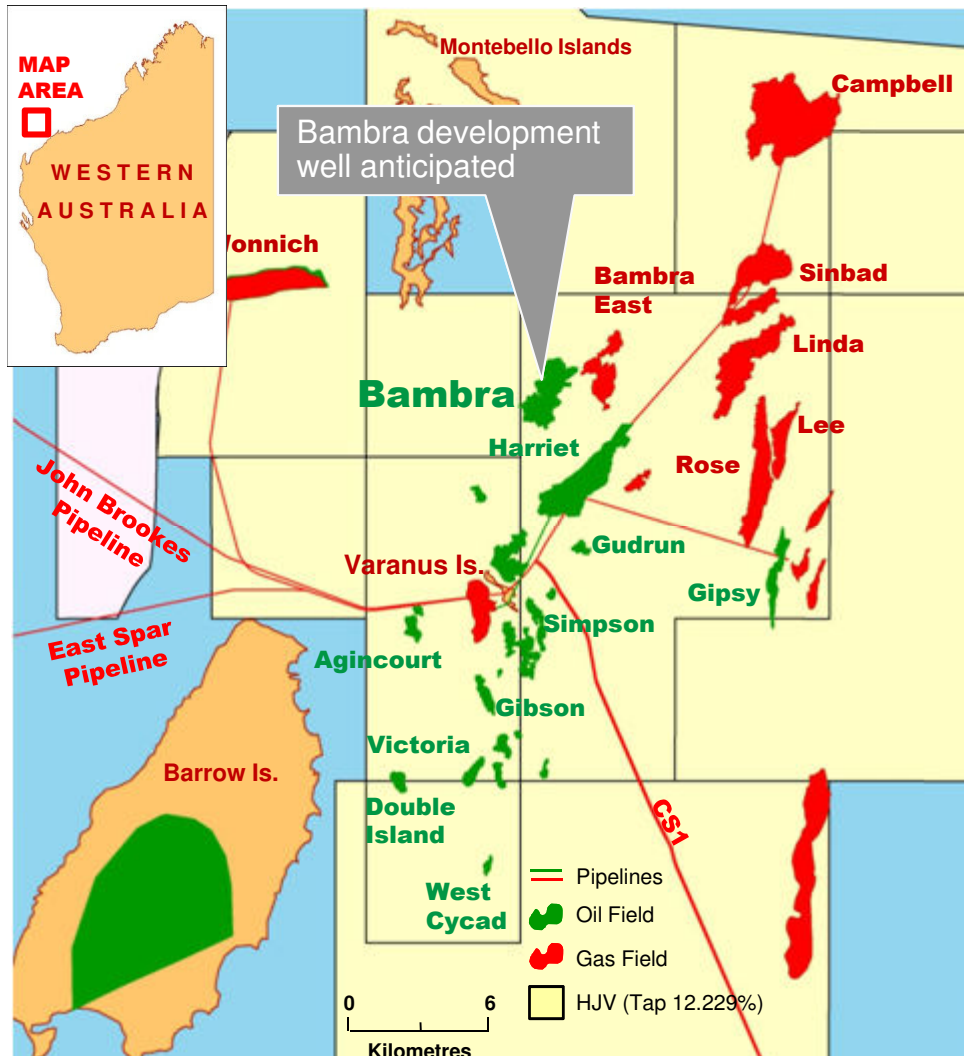 MAP
AREA
WESTERN
AUSTRALIA
Montebello Islands
Campbell
Bambra development
well anticipated
Wonnich
Bambra
East
Sinbad
Linda
Bambra
Harriet
Lee
Rose
John Brookes
Pipeline
Varanus Is.
Gudrun
Gipsy
East Spar
Pipeline
Agincourt
Simpson
Gibson
Victoria
Barrow Is.
Double
Island
CS1
West
Cycad
Pipelines
Oil Field
Gas Field
HJV (Tap 12.229%)
0 6
Kilometres